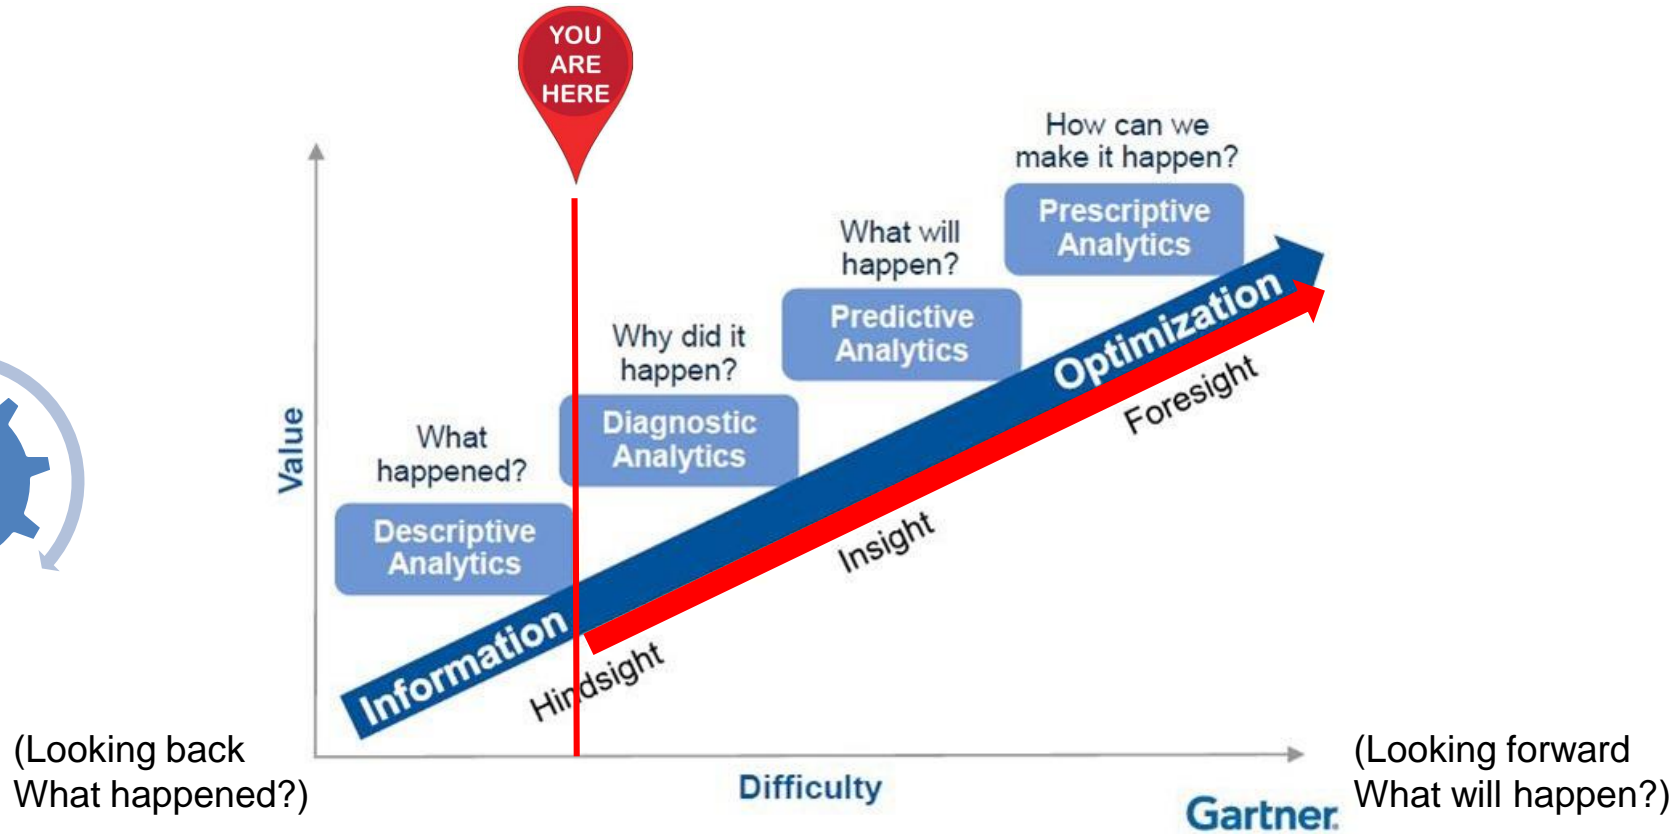 YOU
ARE
HERE
How can we
make it happen?
Prescriptive
Analytics
What will
happen?
Predictive
Analytics
Why did it
happen?
Diagnostic
Analytics
What
happened?
Descriptive
Analytics
Value
Information
Optimization
Hindsight
Insight
Foresight
(Looking back
What happened?)
Difficulty
Gartner.
(Looking forward
What will happen?)